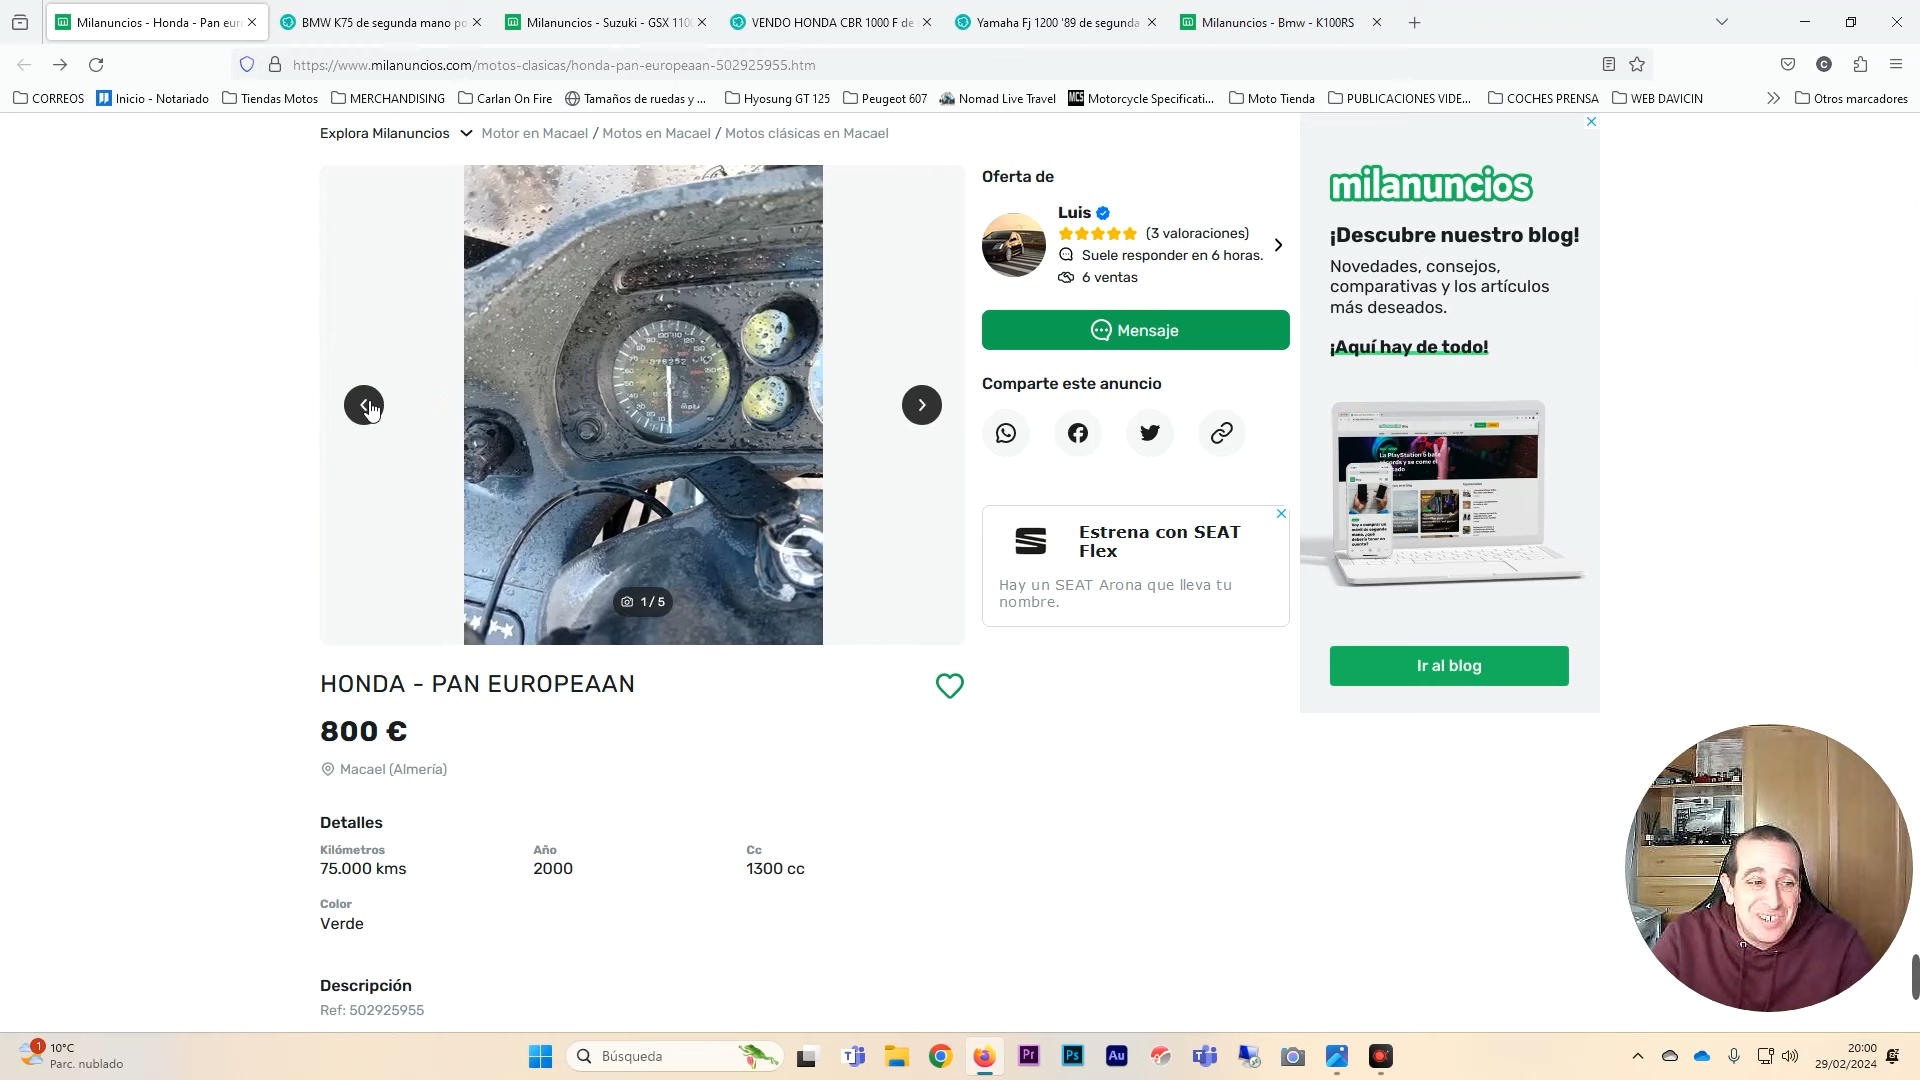 Milanuncios - Honda - Pan eur
BMW K75 de segunda mano po
Milanuncios - Suzuki - GSX 1100
VENDO HONDA CBR 1000 F de
Yamaha Fj 1200 '89 de segunda
Milanuncios - Bmw - K100RS
https://www.milanuncios.com/motos-clasicas/honda-pan-europeaan-502925955.htm
CORREOS
Inicio - Notariado
Tiendas Motos
MERCHANDISING
Carlan On Fire
Tamaños de ruedas y ...
Hyosung GT 125
Peugeot 607
Nomad Live Travel
Motorcycle Specificati...
Moto Tienda
PUBLICACIONES VIDE...
COCHES PRENSA
WEB DAVICIN
Otros marcadores
Explora Milanuncios
Motor en Macael / Motos en Macael / Motos clásicas en Macael
1 / 5
HONDA - PAN EUROPEAAN
800 €
Macael (Almería)
Detalles
Kilómetros
75.000 kms
Año
2000
Cc
1300 cc
Color
Verde
Descripción
Ref: 502925955
Oferta de
Luis
(3 valoraciones)
Suele responder en 6 horas.
6 ventas
Mensaje
Comparte este anuncio
Estrena con SEAT
Flex
Hay un SEAT Arona que lleva tu
nombre.
milanuncios
¡Descubre nuestro blog!
Novedades, consejos,
comparativas y los artículos
más deseados.
¡Aquí hay de todo!
Ir al blog
1
10°C
Parc. nublado
Búsqueda
Pr
Ps
Au
20:00
29/02/2024